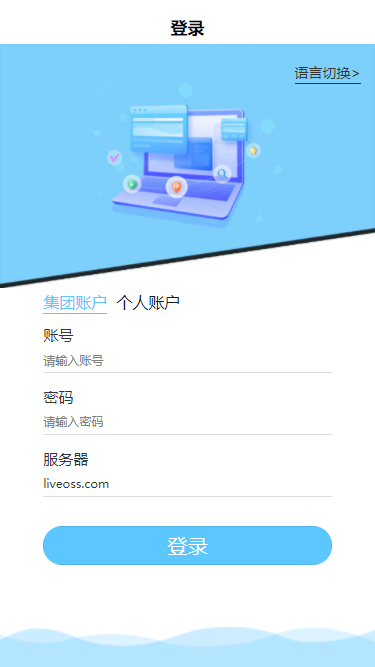 登录
语言切换>
集团账户 个人账户
账号
请输入账号
密码
请输入密码
服务器
liveoss.com
登录